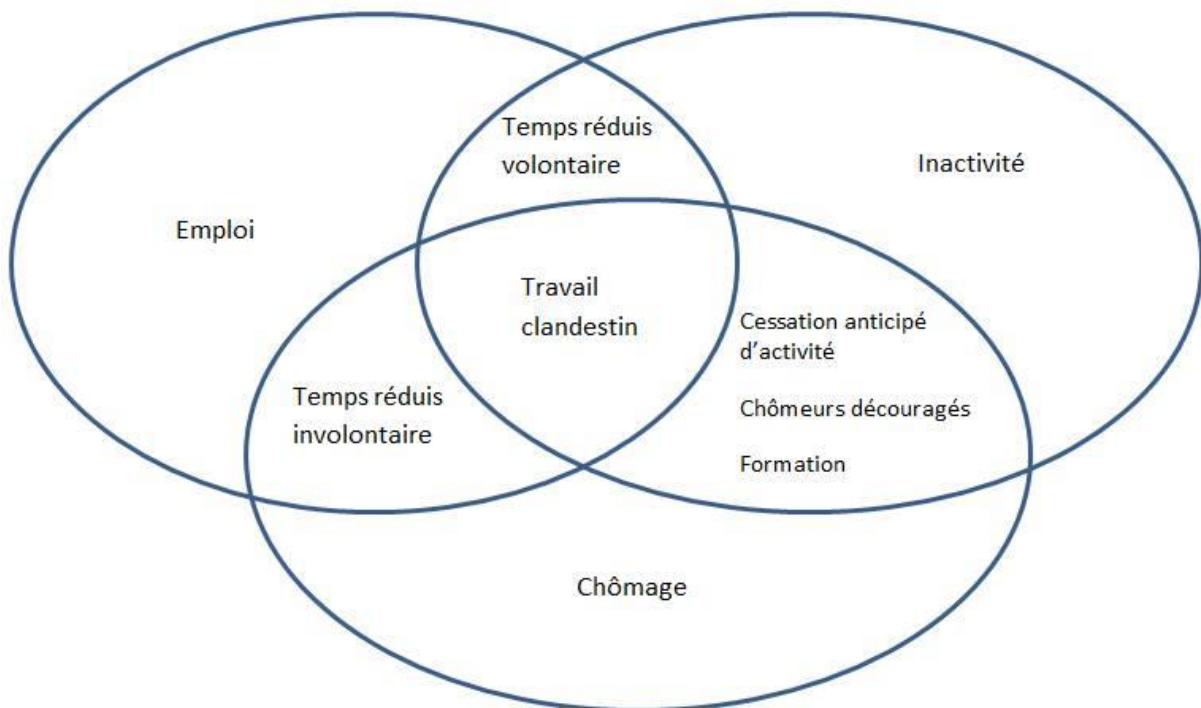 Temps réduis
volontaire
Inactivité
Emploi
Travail
clandestin
Cessation anticipé
d'activité
Temps réduis
involontaire
Chômeurs découragés
Formation
Chômage